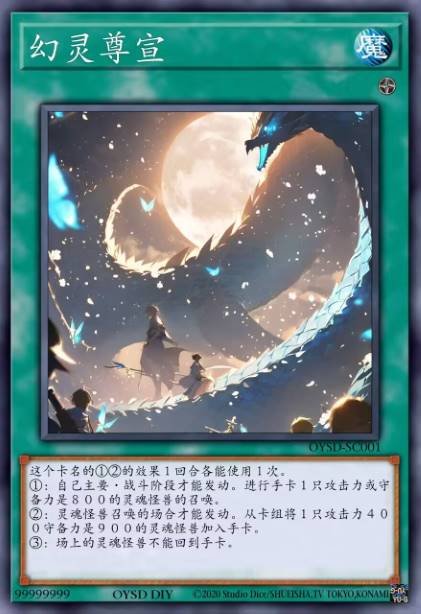 幻灵尊宣
魔
OYSD-SC001
这个卡名的①②的效果1回合各能使用1次。
①：自己主要·战斗阶段才能发动。进行手卡1只攻击力或守
备力是800的灵魂怪兽的召唤。
②：灵魂怪兽召唤的场合才能发动。从卡组将1只攻击力40
0守备力是900的灵魂怪兽加入手卡。
③：场上的灵魂怪兽不能回到手卡。
99999999 OYSD DIY ©2020 Studio Dice/SHUEISHA,TV TOKYO,KONAMI